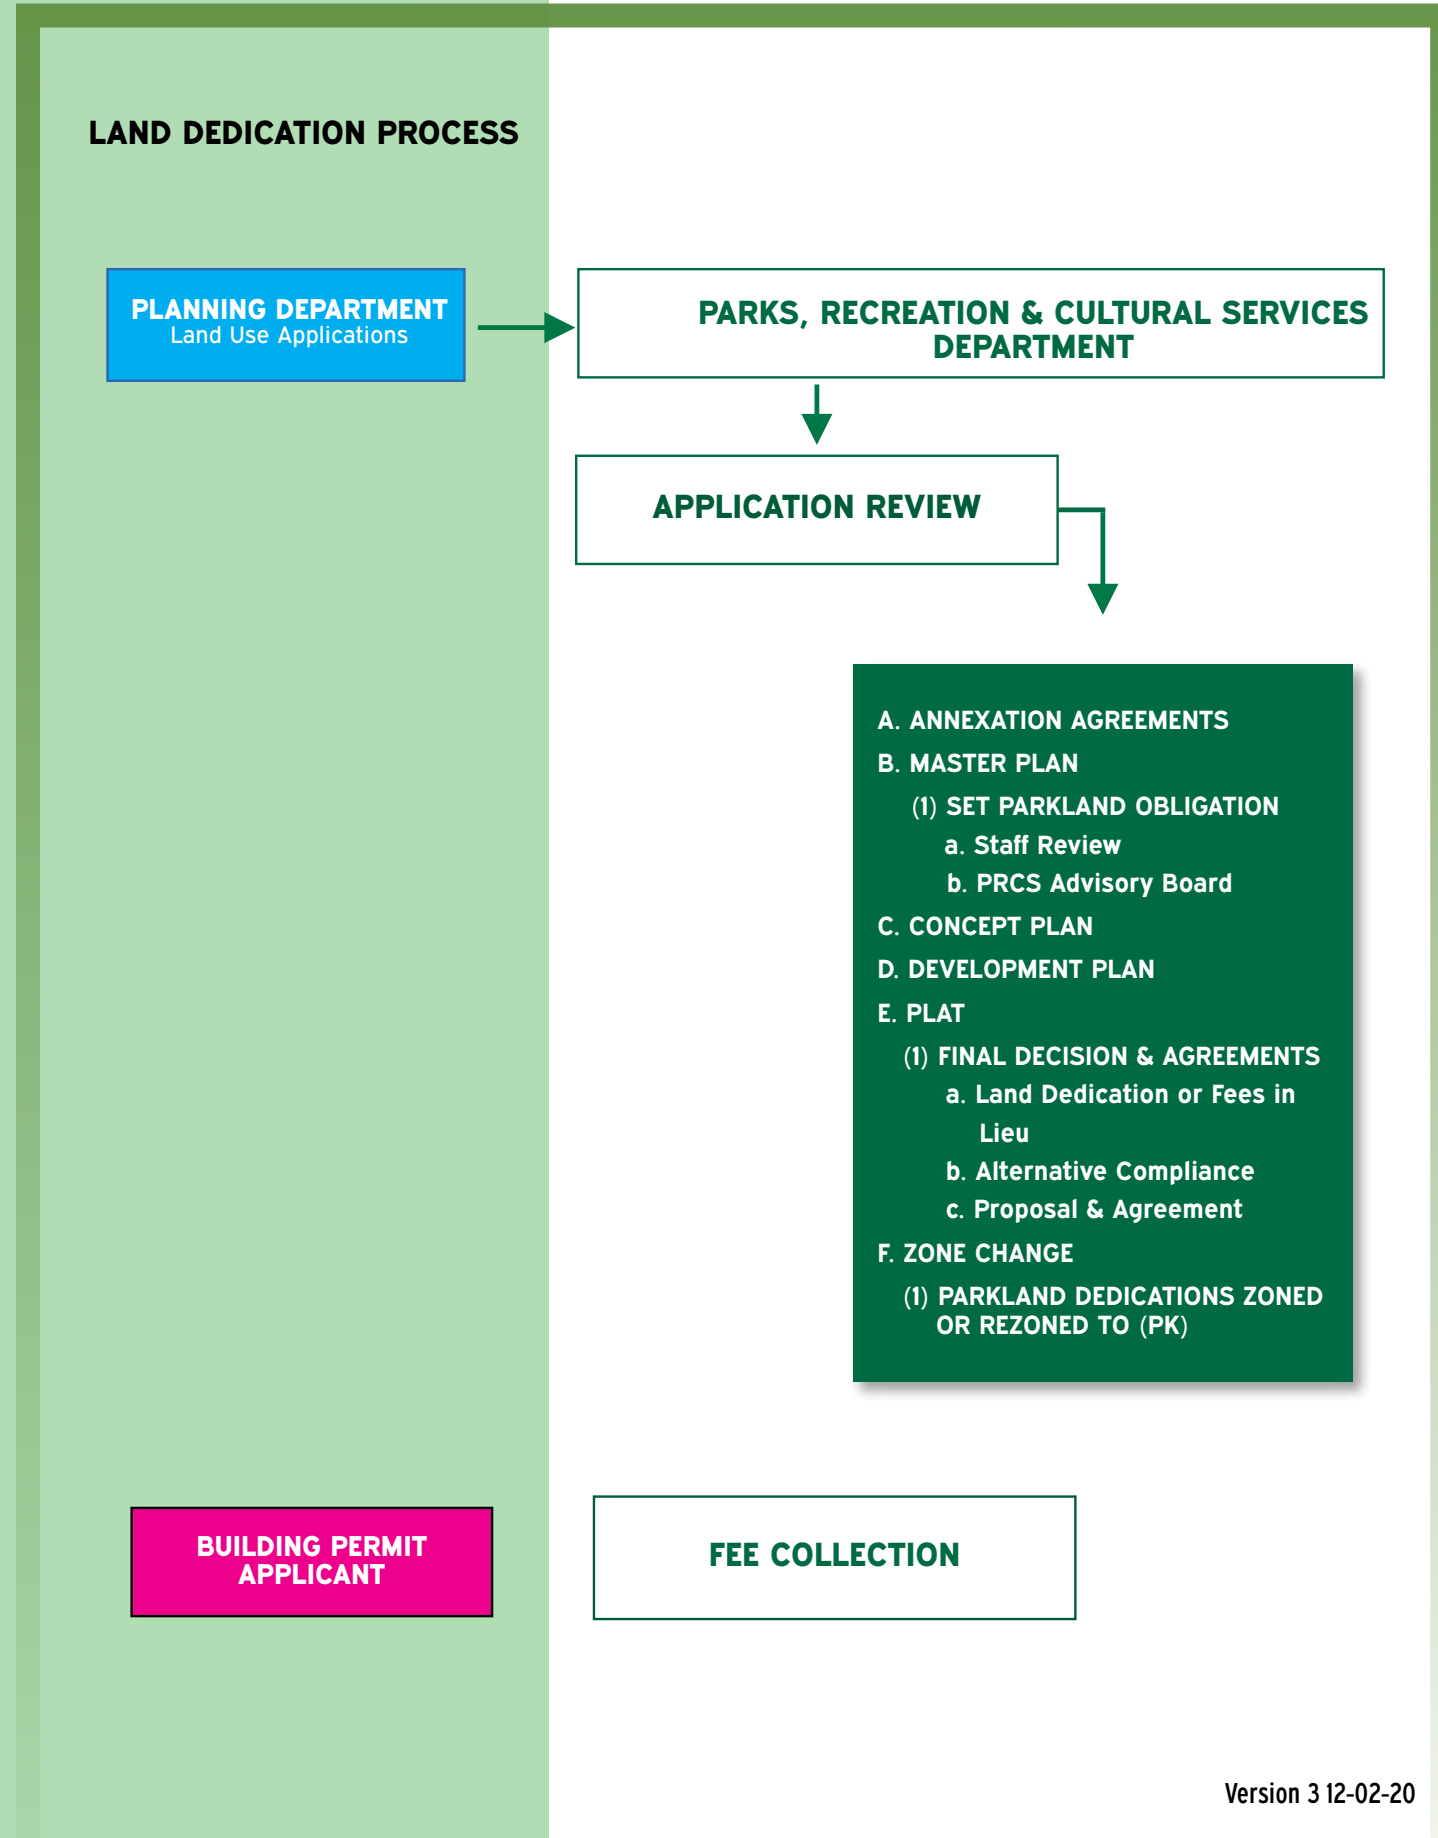 LAND DEDICATION PROCESS
PLANNING DEPARTMENT
Land Use Applications
PARKS, RECREATION & CULTURAL SERVICES
DEPARTMENT
APPLICATION REVIEW
A. ANNEXATION AGREEMENTS
B. MASTER PLAN
(1) SET PARKLAND OBLIGATION
a. Staff Review
b. PRCS Advisory Board
C. CONCEPT PLAN
D. DEVELOPMENT PLAN
E. PLAT
(1) FINAL DECISION & AGREEMENTS
a. Land Dedication or Fees in
Lieu
b. Alternative Compliance
c. Proposal & Agreement
F. ZONE CHANGE
(1) PARKLAND DEDICATIONS ZONED
OR REZONED TO (PK)
BUILDING PERMIT
APPLICANT
FEE COLLECTION
Version 3 12-02-20